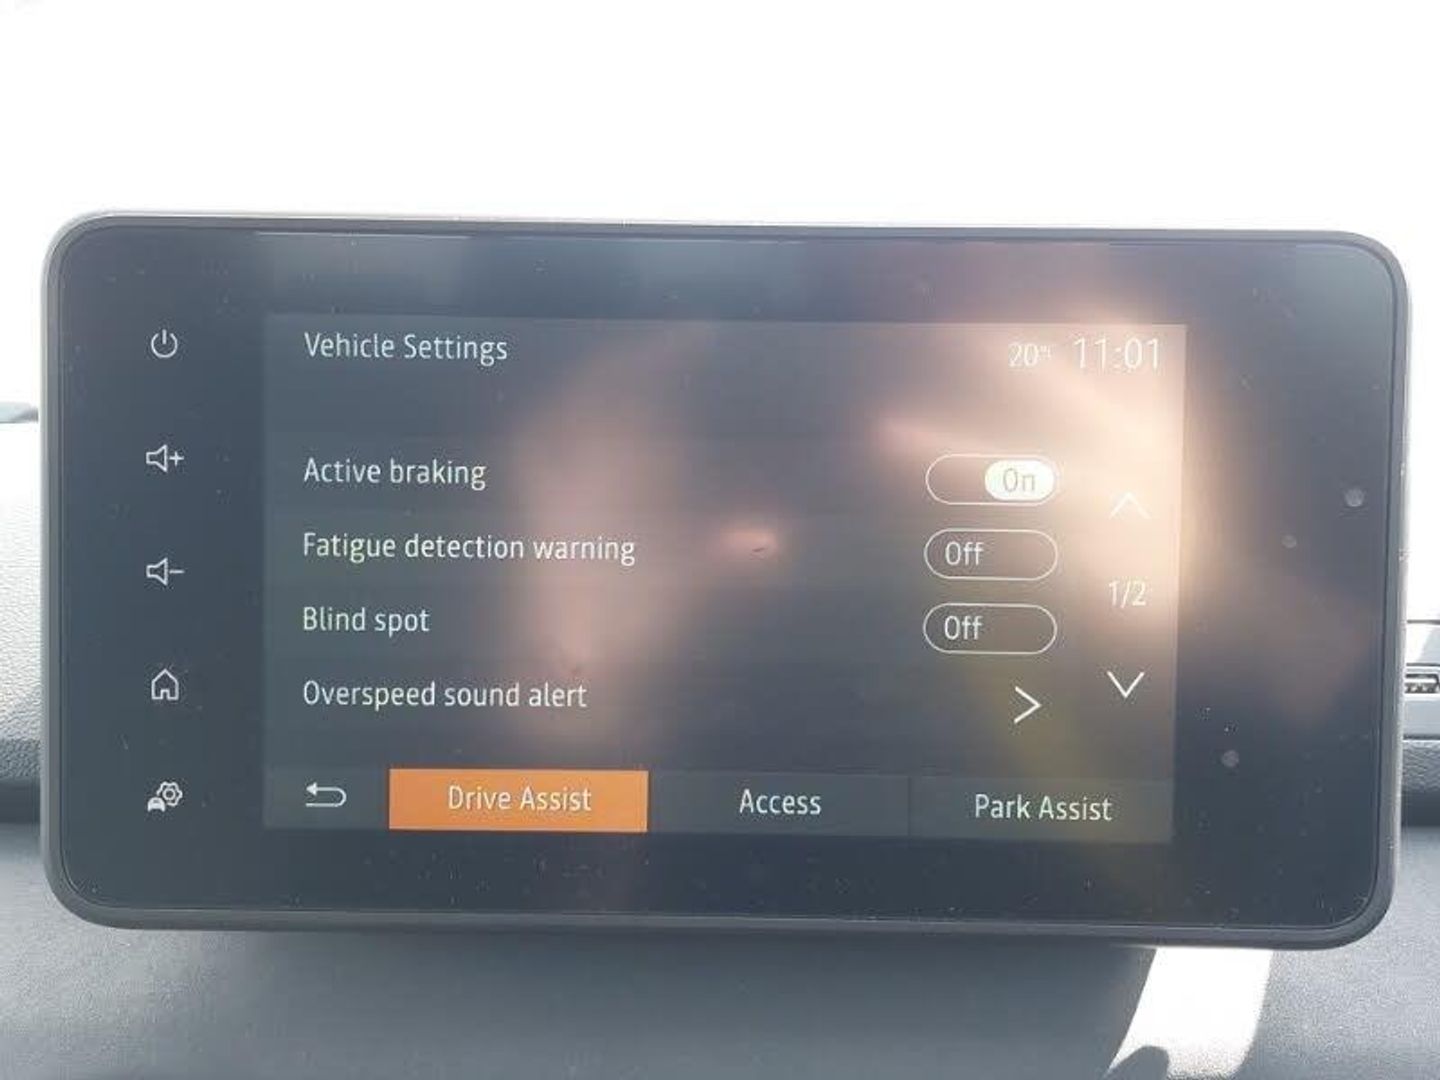 Vehicle Settings
20°C 11:01
Active braking On
Fatigue detection warning Off
1/2
Blind spot Off
Overspeed sound alert
Drive Assist Access Park Assist